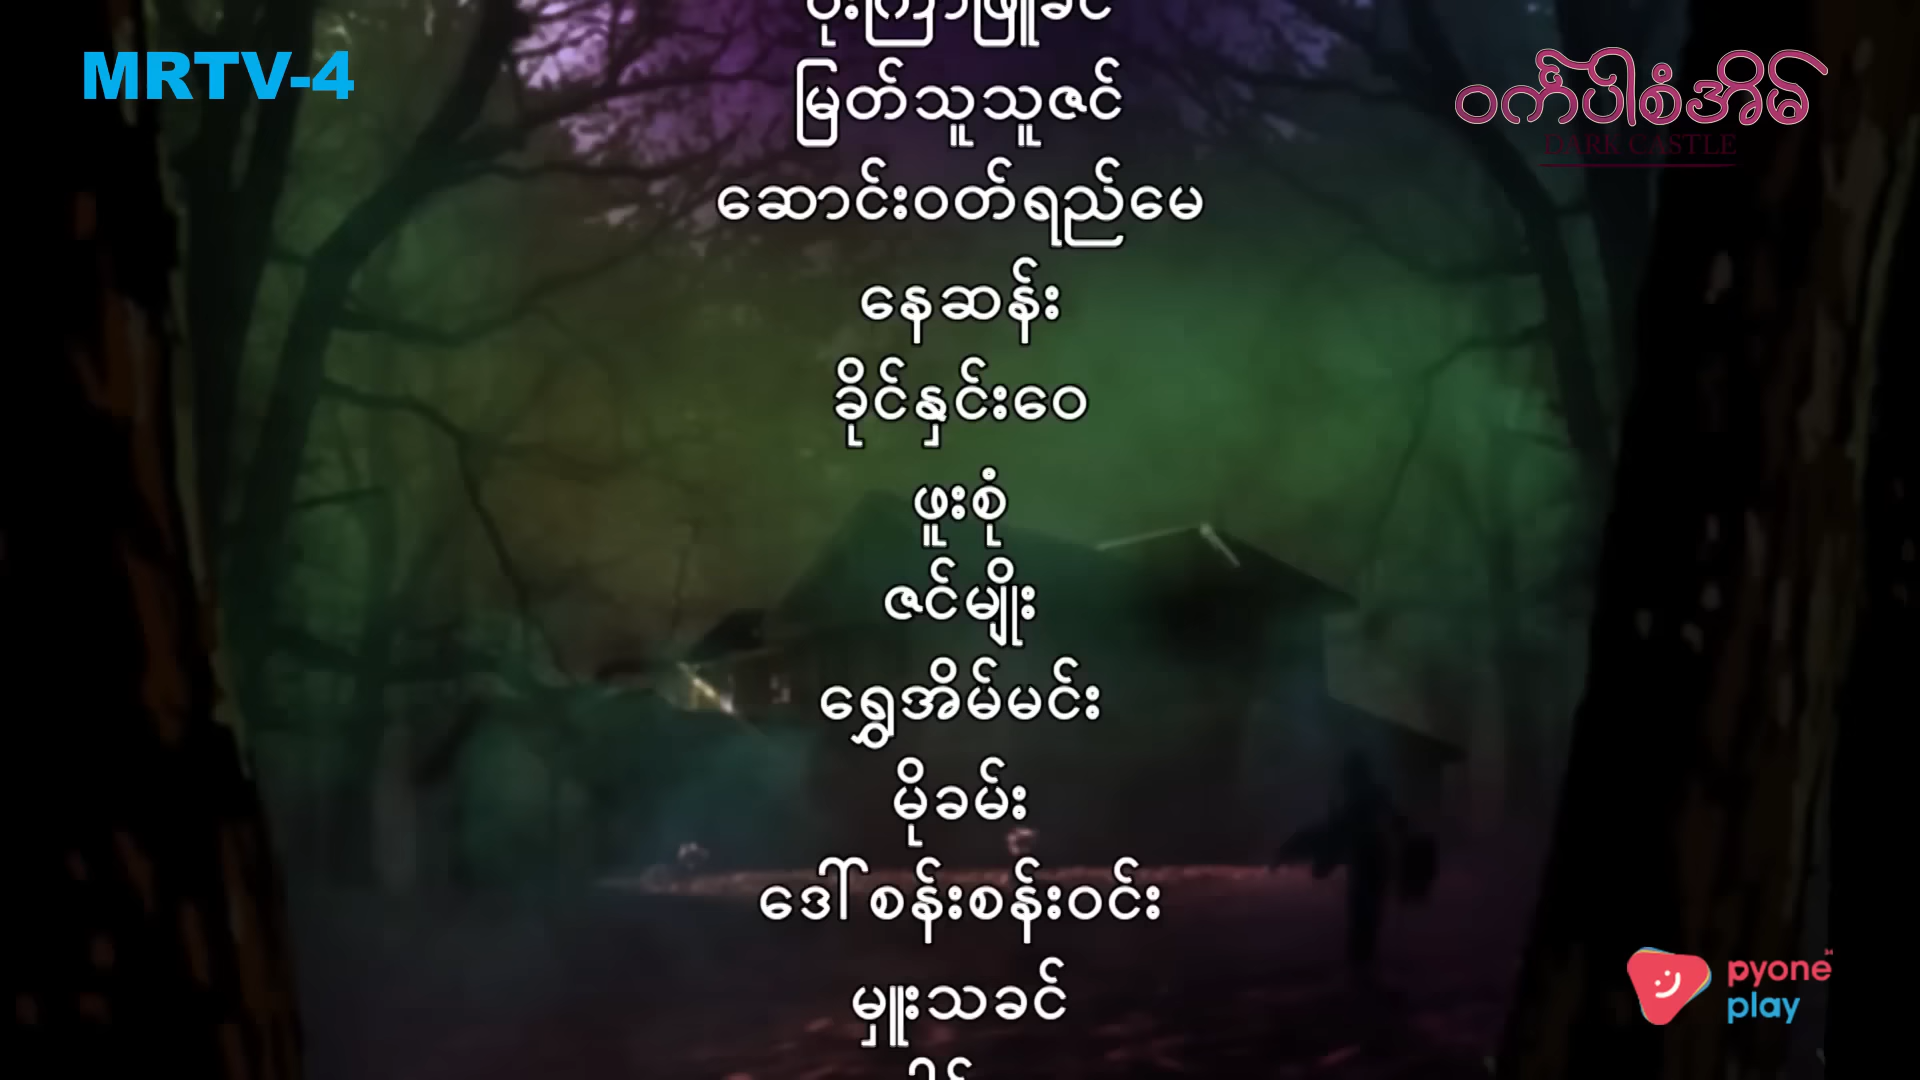 MRTV-4
ဝင်္ကပါစံအိမ်
DARK CASTLE
မြတ်သူသူဇင်
ဆောင်းဝတ်ရည်မေ
နေဆန်း
ခိုင်နှင်းဝေ
ဖူးစုံ
ဇင်မျိုး
ရွှေအိမ်မင်း
မိုခမ်း
ဒေါ်စန်းစန်းဝင်း
မှူးသခင်
pyone
play